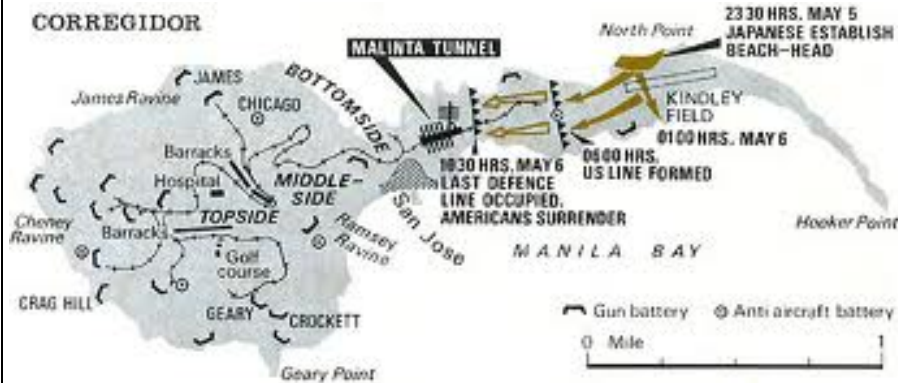 CORREGIDOR
2330 HRS. MAY 5
JAPANESE ESTABLISH
BEACH-HEAD
North Point
MALINTA TUNNEL
JAMES
BOTTOMSIDE
James Ravine
CHICAGO
KINDLEY
FIELD
0100 HRS. MAY 6
Barracks
0600 HRS.
US LINE FORMED
1030 HRS. MAY 6
LAST DEFENCE
LINE OCCUPIED.
AMERICANS SURRENDER
Hospital
MIDDLE-
SIDE
TOPSIDE
San Jose
Ramsey
Ravine
Cheney
Ravine
Barracks
Hooker Point
MANILA BAY
Golf
course
CRAG HILL
GEARY
CROCKETT
Gun battery
Anti aircraft battery
0 Mile 1
Geary Point